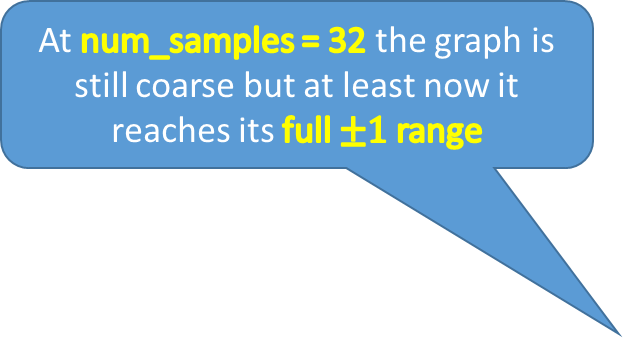 At num_samples = 32 the graph is
still coarse but at least now it
reaches its full ±1 range